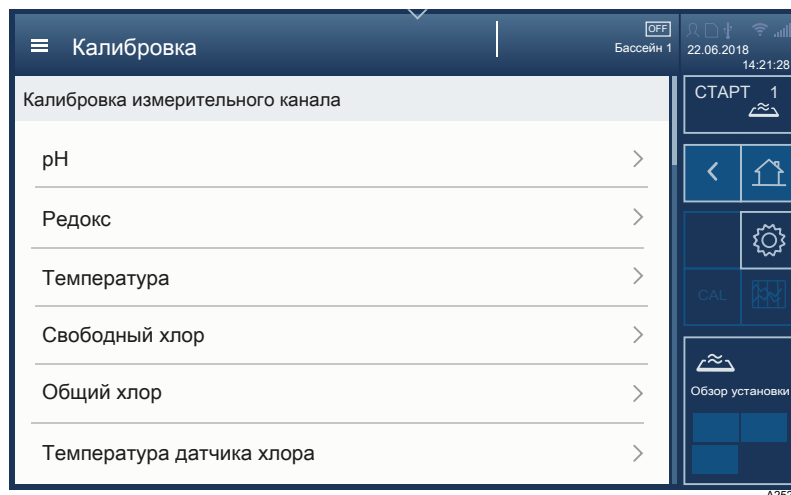 Калибровка
OFF
Бассейн 1
22.06.2018
14:21:28
Калибровка измерительного канала
СТАРТ 1
pH
Редокс
Температура
CAL
Свободный хлор
Общий хлор
Обзор установки
Температура датчика хлора